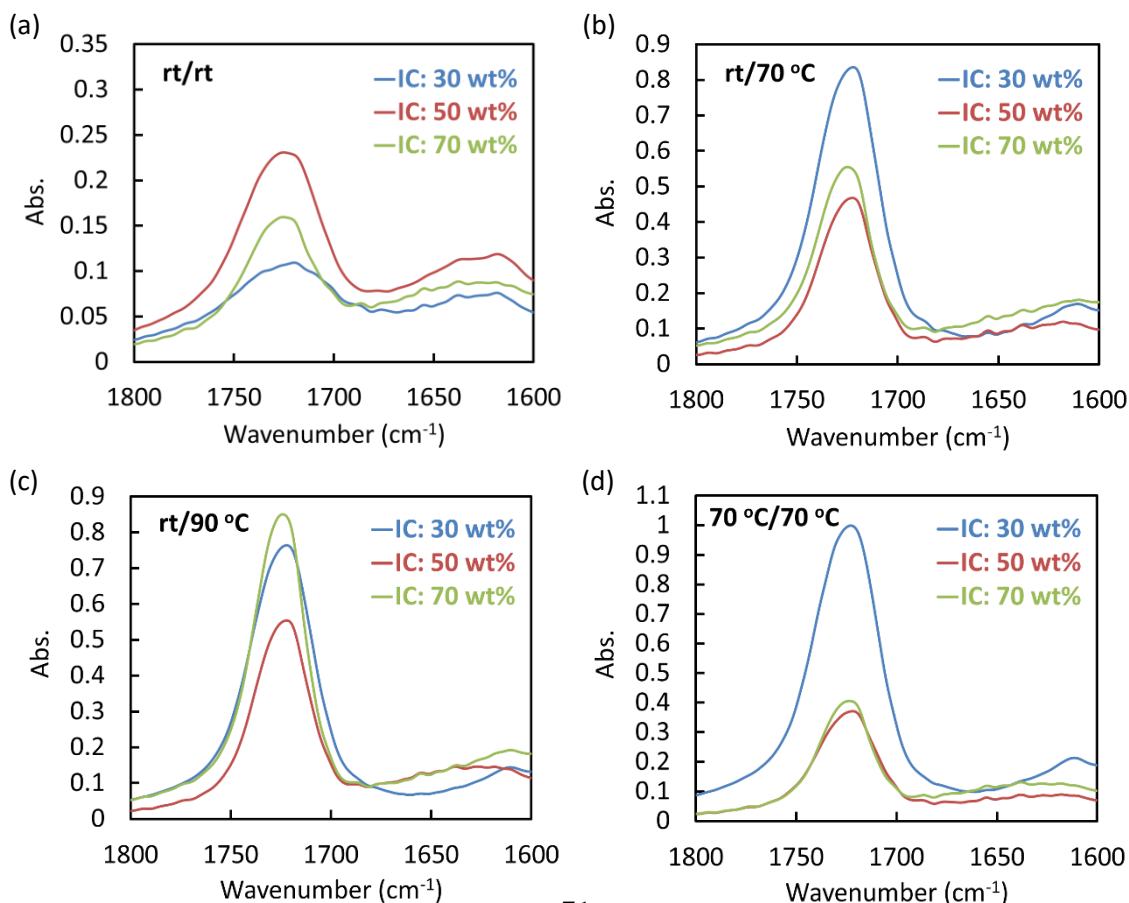 (a)
rt/rt
IC: 30 wt%
IC: 50 wt%
IC: 70 wt%
Abs.
0.35
0.3
0.25
0.2
0.15
0.1
0.05
0
1800 1750 1700 1650 1600
Wavenumber (cm⁻¹)
(b)
rt/70 °C
IC: 30 wt%
IC: 50 wt%
IC: 70 wt%
Abs.
0.9
0.8
0.7
0.6
0.5
0.4
0.3
0.2
0.1
0
1800 1750 1700 1650 1600
Wavenumber (cm⁻¹)
(c)
rt/90 °C
IC: 30 wt%
IC: 50 wt%
IC: 70 wt%
Abs.
0.9
0.8
0.7
0.6
0.5
0.4
0.3
0.2
0.1
0
1800 1750 1700 1650 1600
Wavenumber (cm⁻¹)
(d)
70 °C/70 °C
IC: 30 wt%
IC: 50 wt%
IC: 70 wt%
Abs.
1.1
1
0.9
0.8
0.7
0.6
0.5
0.4
0.3
0.2
0.1
0
1800 1750 1700 1650 1600
Wavenumber (cm⁻¹)